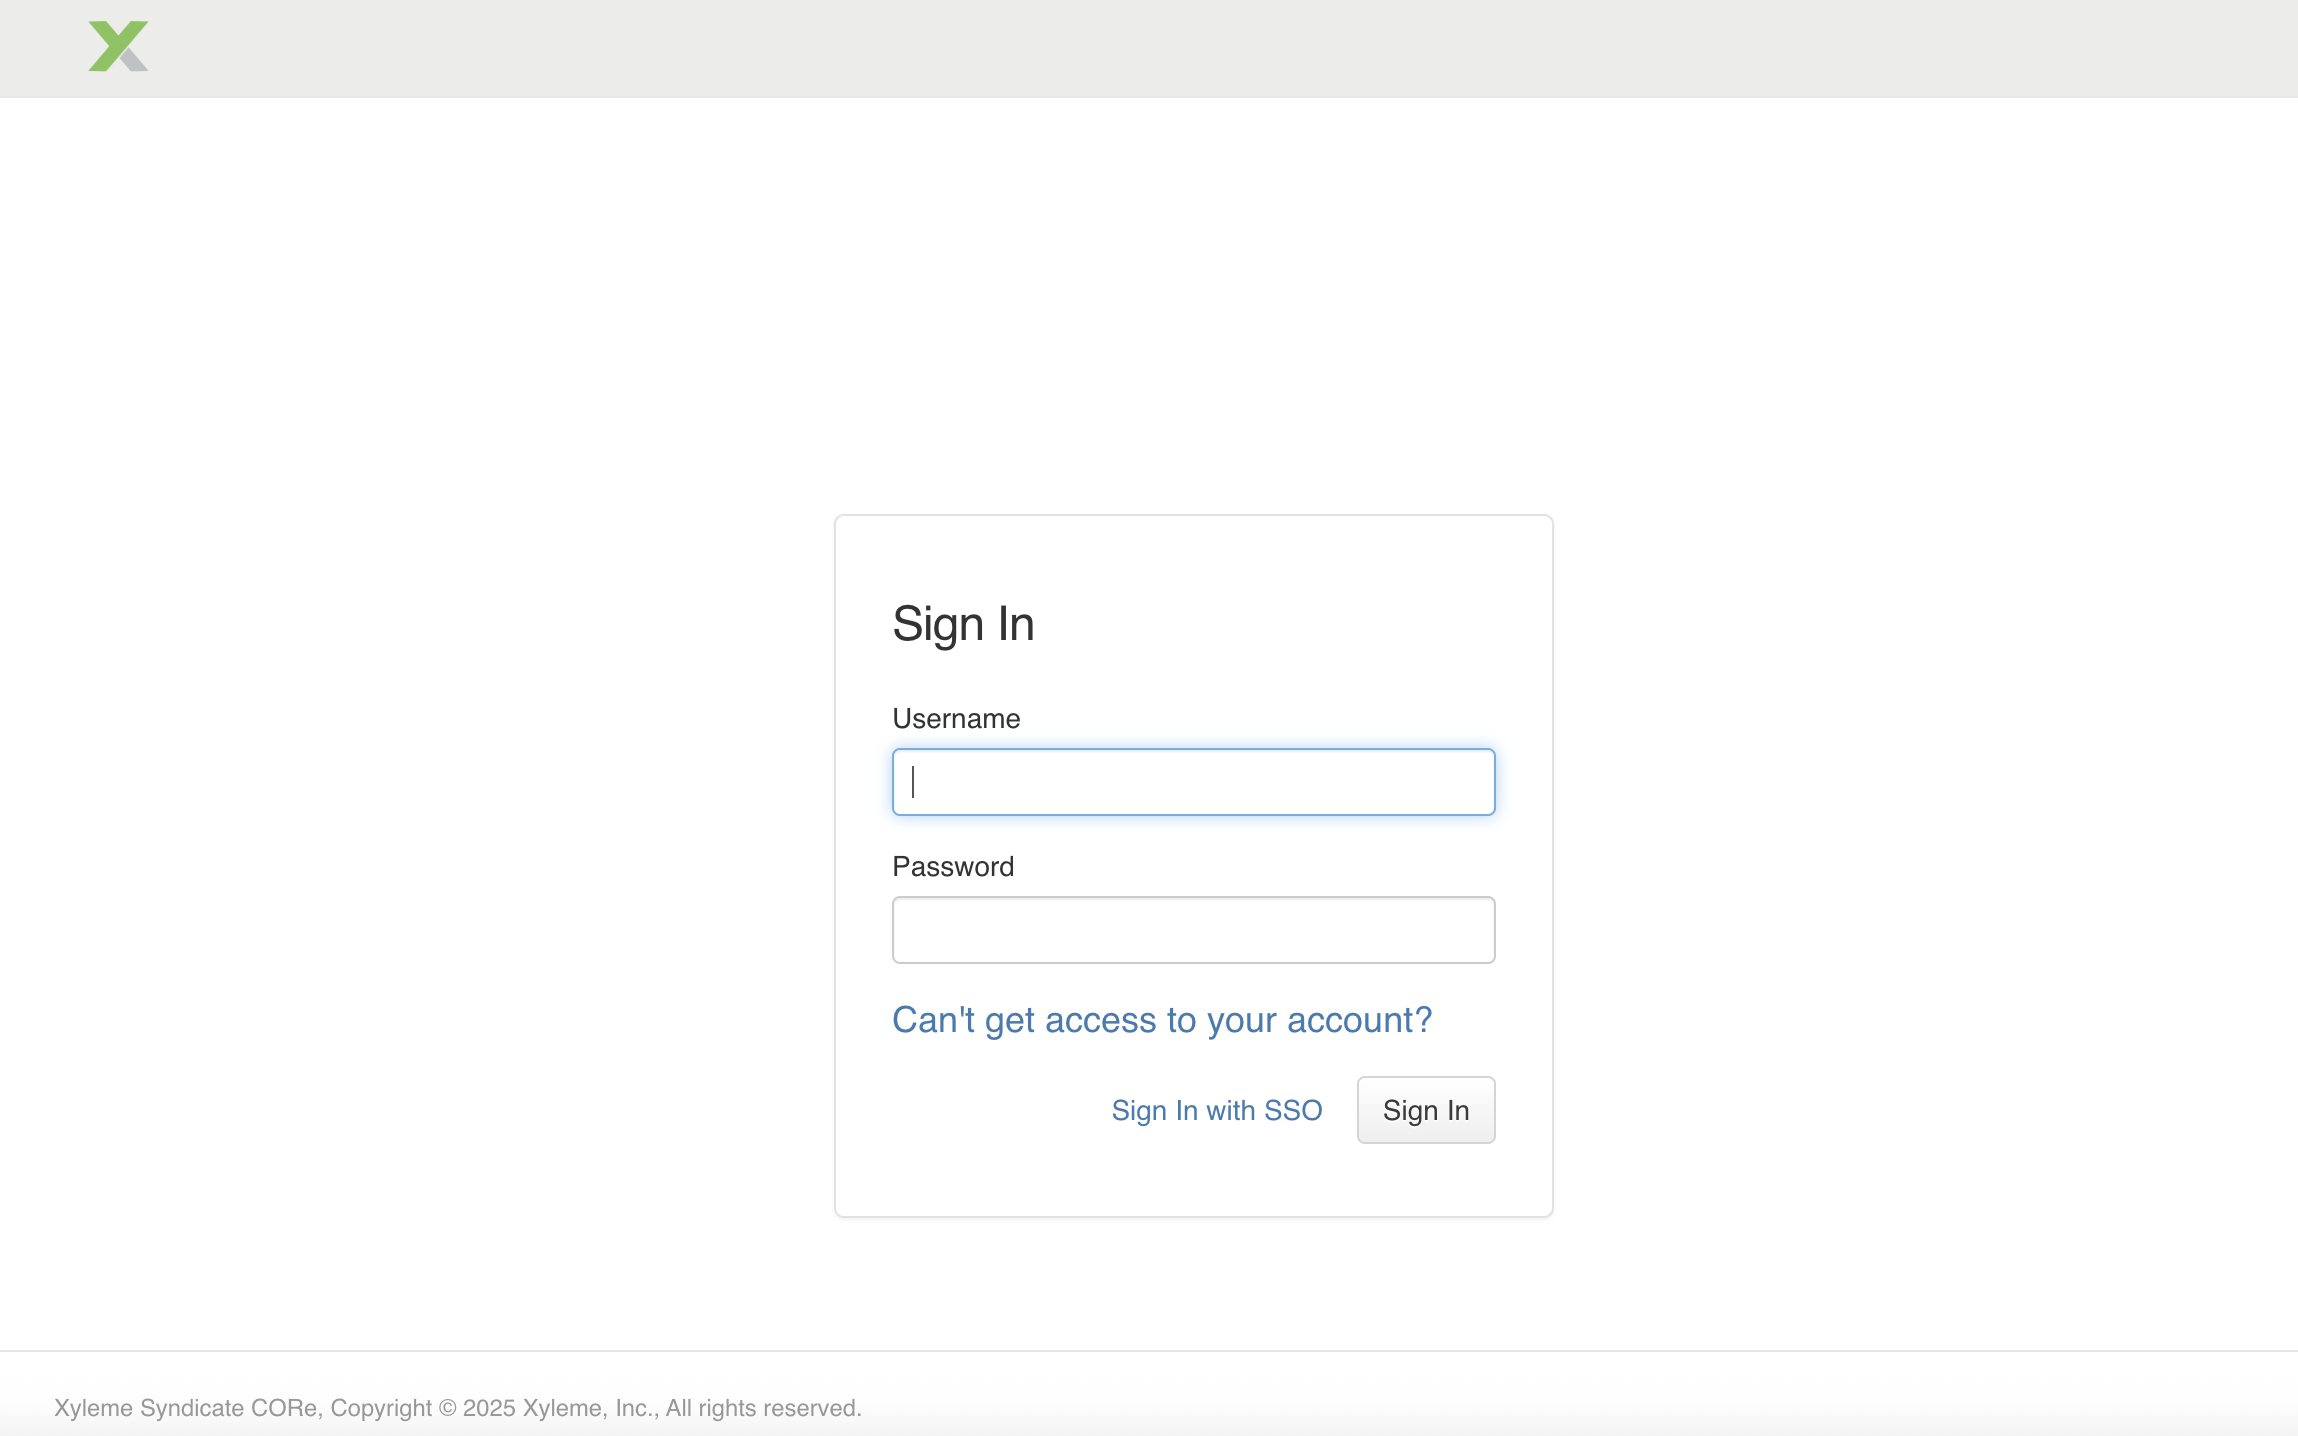 Sign In
Username
Password
Can't get access to your account?
Sign In with SSO
Sign In
Xyleme Syndicate CORe, Copyright © 2025 Xyleme, Inc., All rights reserved.